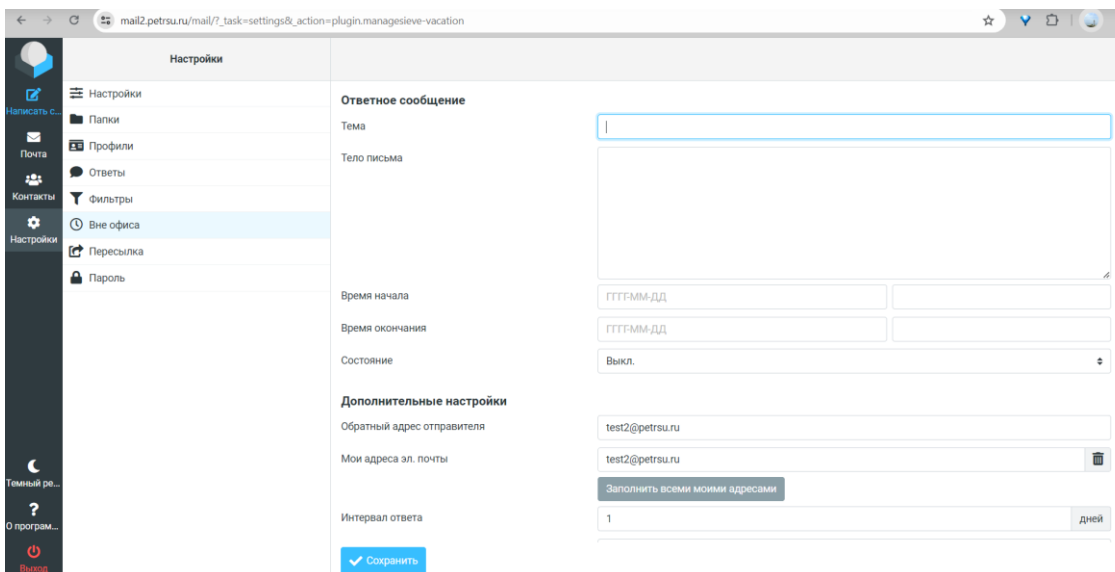 mail2.petrsu.ru/mail/?_task=settings&_action=plugin.managesieve-vacation
Написать с...
Почта
Контакты
Настройки
Темный ре...
О програм...
Выход
Настройки
Настройки
Папки
Профили
Ответы
Фильтры
Вне офиса
Пересылка
Пароль
Ответное сообщение
Тема
Тело письма
Время начала ГГГГ-ММ-ДД
Время окончания ГГГГ-ММ-ДД
Состояние Выкл.
Дополнительные настройки
Обратный адрес отправителя test2@petrsu.ru
Мои адреса эл. почты test2@petrsu.ru
Заполнить всеми моими адресами
Интервал ответа 1 дней
Сохранить